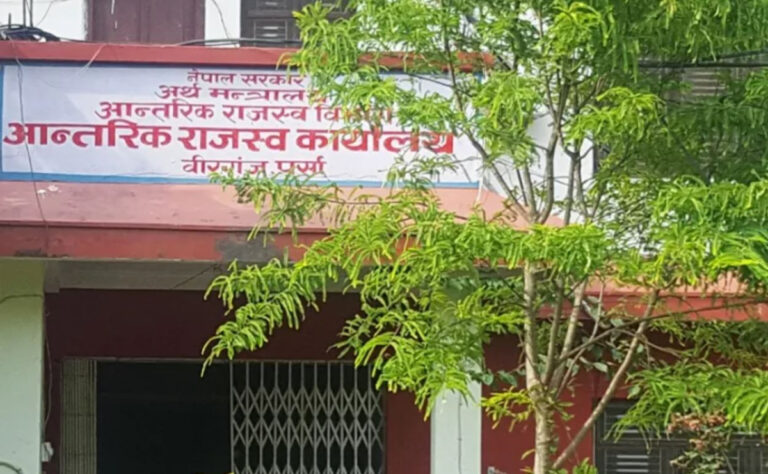 नेपाल सरकार
अर्थ मन्त्रालय
आन्तरिक राजस्व विभाग
आन्तरिक राजस्व कार्यालय
वीरगंज पर्सा